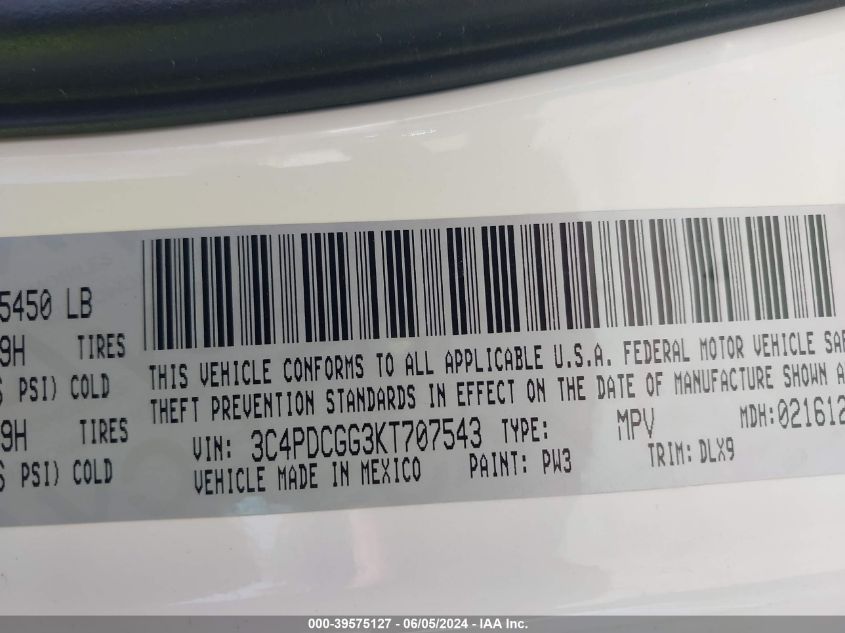 5450 LB
9H TIRES
PSI) COLD
9H TIRES
PSI) COLD
THIS VEHICLE CONFORMS TO ALL APPLICABLE U.S.A. FEDERAL MOTOR VEHICLE SAF
THEFT PREVENTION STANDARDS IN EFFECT ON THE DATE OF MANUFACTURE SHOWN A
VIN: 3C4PDCGG3KT707543 TYPE: MPV MDH:021612
VEHICLE MADE IN MEXICO PAINT: PW3 TRIM: DLX9
000-39575127 - 06/05/2024 - IAA Inc.